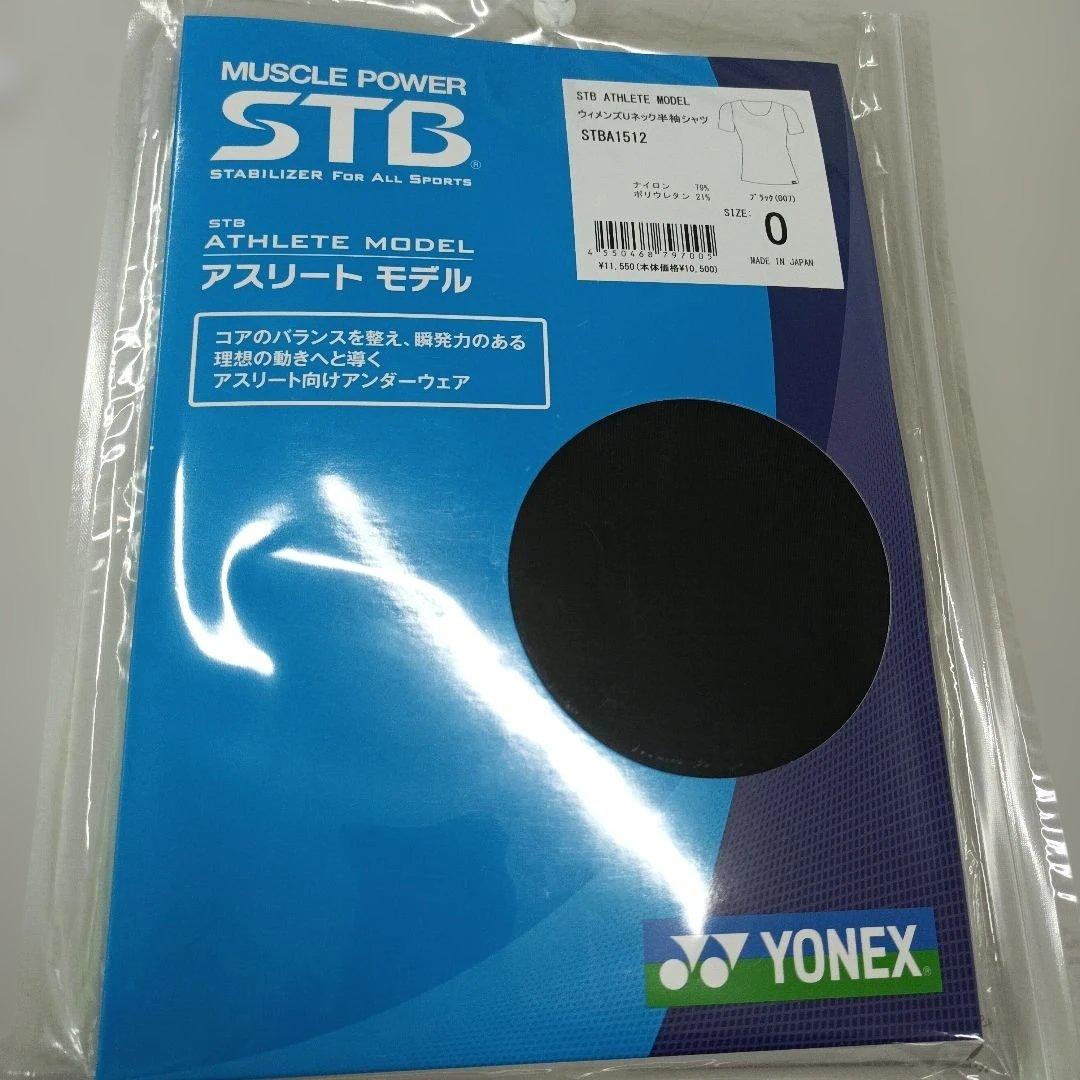 MUSCLE POWER
STB®
STABILIZER FOR ALL SPORTS
STB
ATHLETE MODEL
アスリート モデル
コアのバランスを整え、瞬発力のある
理想の動きへと導く
アスリート向けアンダーウェア
STB ATHLETE MODEL
ウィメンズUネック半袖シャツ
STBA1512
ナイロン 79%
ポリウレタン 21%
ブラック(007)
SIZE: 0
4 550468 797005
¥11,550(本体価格¥10,500)
MADE IN JAPAN
YONEX®